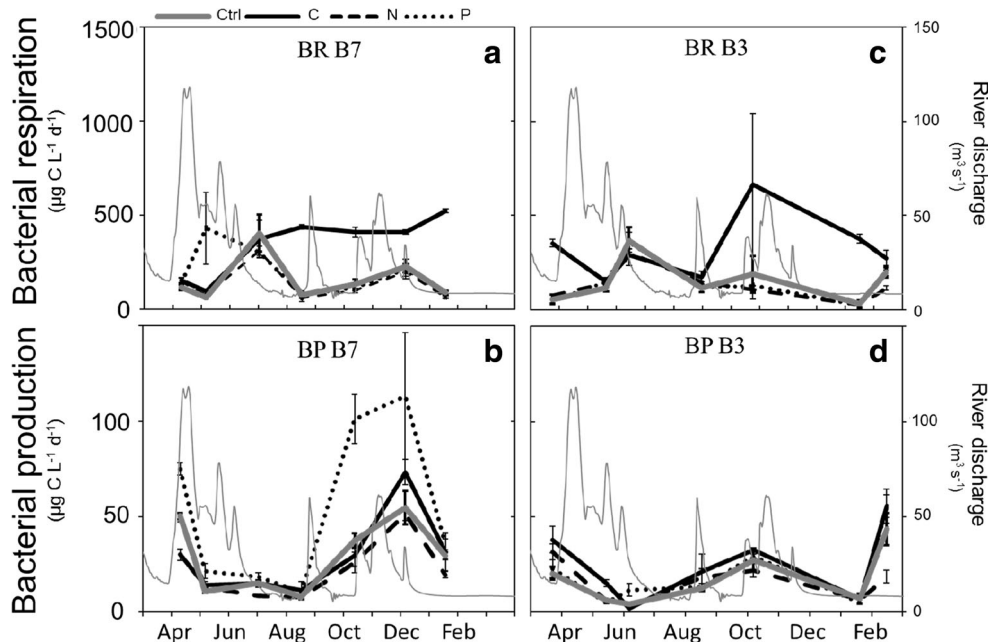 Ctrl C N P
BR B7
a
BR B3
c
Bacterial respiration
(µg C L⁻¹ d⁻¹)
1500
1000
500
0
150
100
50
0
River discharge
(m³ s⁻¹)
BP B7
b
BP B3
d
Bacterial production
(µg C L⁻¹ d⁻¹)
100
50
0
100
50
0
River discharge
(m³ s⁻¹)
Apr Jun Aug Oct Dec Feb
Apr Jun Aug Oct Dec Feb